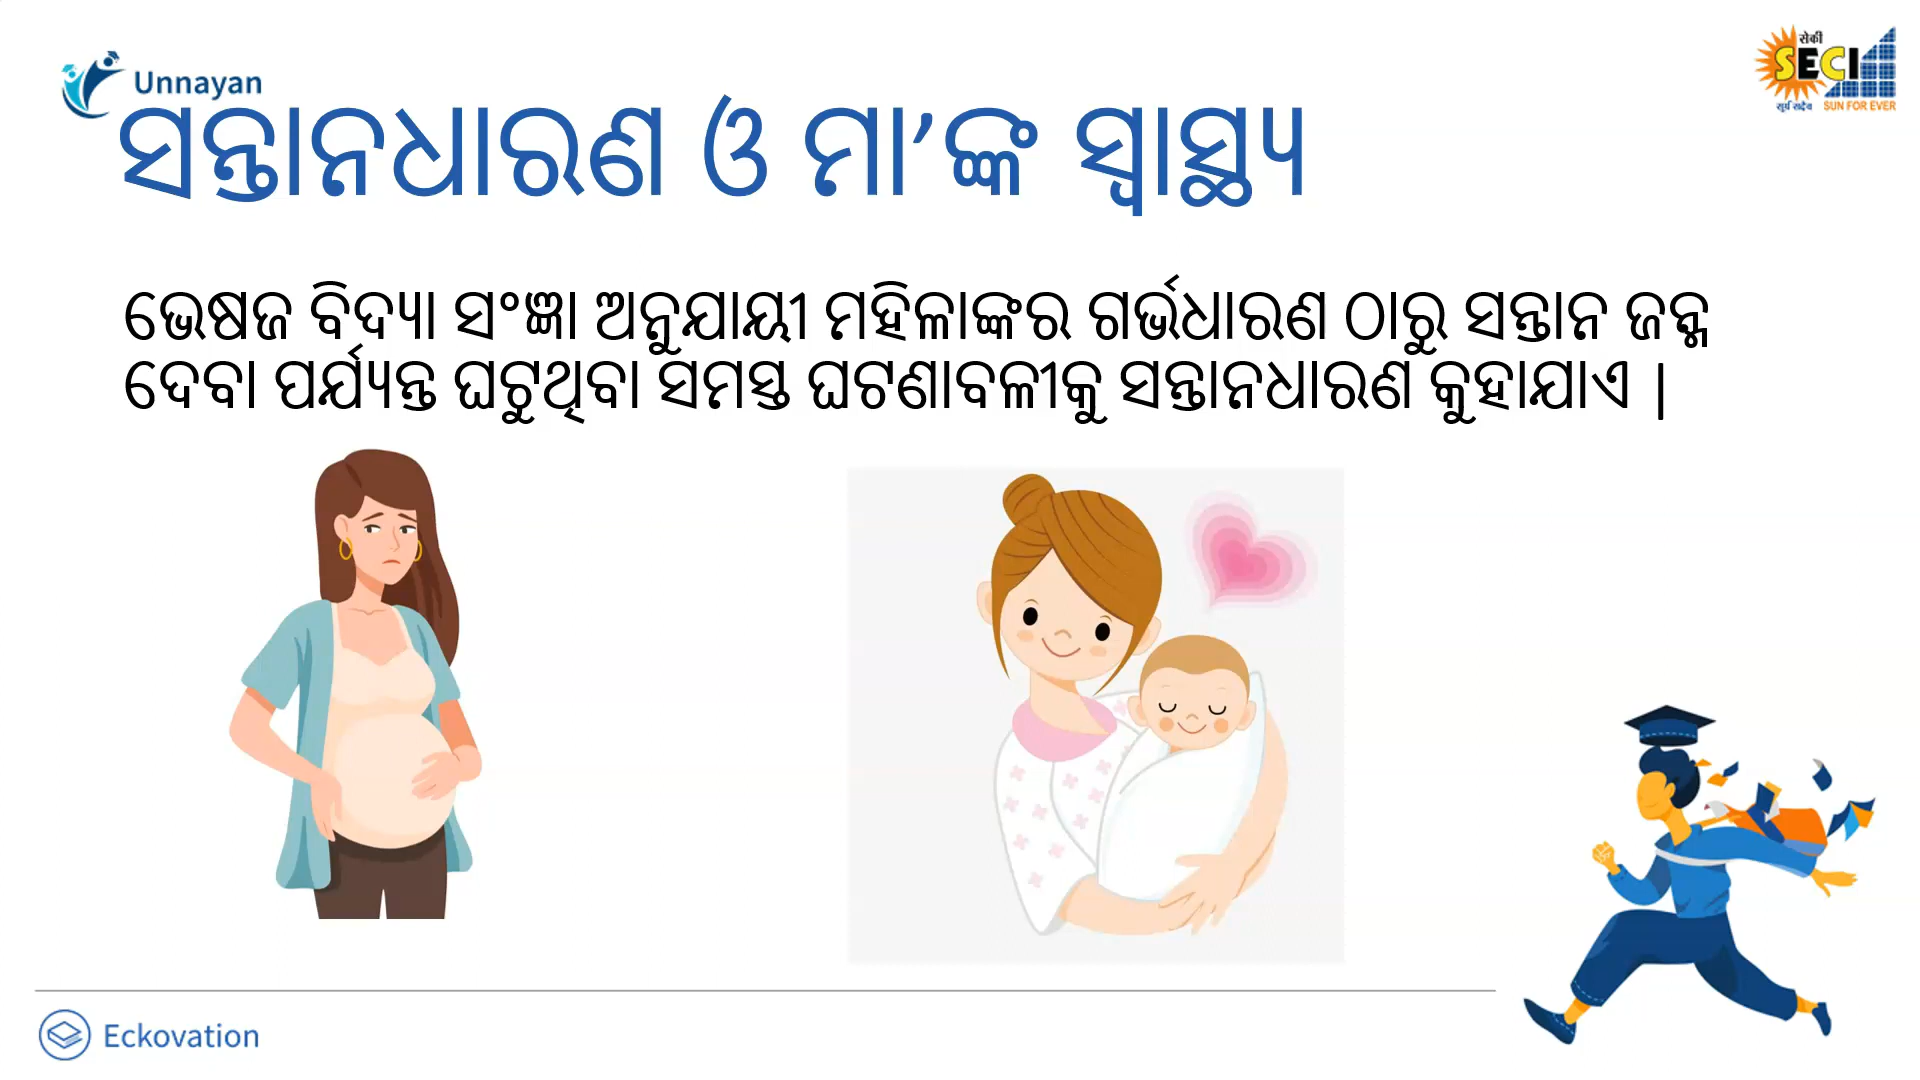 Unnayan
सेकी
SECI
सूर्य सदैव SUN FOR EVER
ସନ୍ତାନଧାରଣ ଓ ମା’ଙ୍କ ସ୍ୱାସ୍ଥ୍ୟ
ଭେଷଜ ବିଦ୍ୟା ସଂଜ୍ଞା ଅନୁଯାୟୀ ମହିଳାଙ୍କର ଗର୍ଭଧାରଣ ଠାରୁ ସନ୍ତାନ ଜନ୍ମ
ଦେବା ପର୍ଯ୍ୟନ୍ତ ଘଟୁଥିବା ସମସ୍ତ ଘଟଣାବଳୀକୁ ସନ୍ତାନଧାରଣ କୁହାଯାଏ |
Eckovation